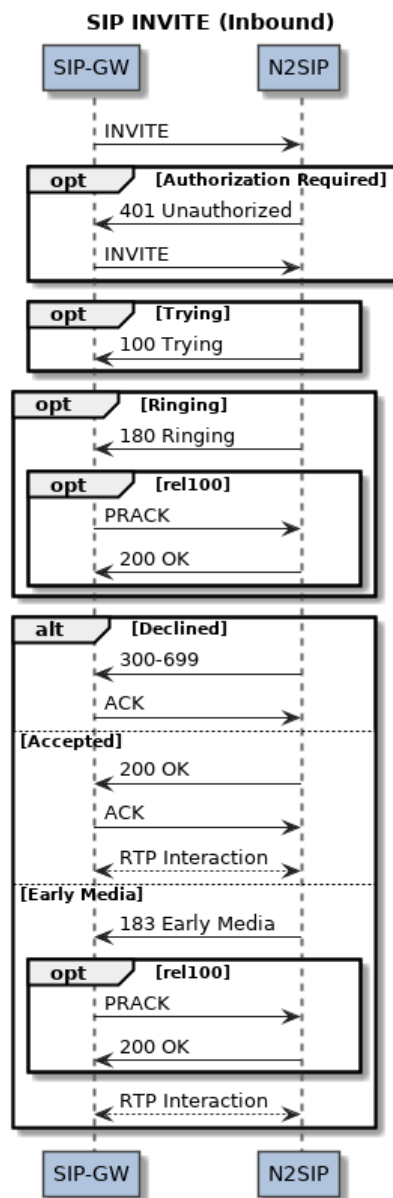 SIP INVITE (Inbound)
SIP-GW N2SIP
INVITE
opt [Authorization Required]
401 Unauthorized
INVITE
opt [Trying]
100 Trying
opt [Ringing]
180 Ringing
opt [rel100]
PRACK
200 OK
alt [Declined]
300-699
ACK
[Accepted]
200 OK
ACK
RTP Interaction
[Early Media]
183 Early Media
opt [rel100]
PRACK
200 OK
RTP Interaction
SIP-GW N2SIP